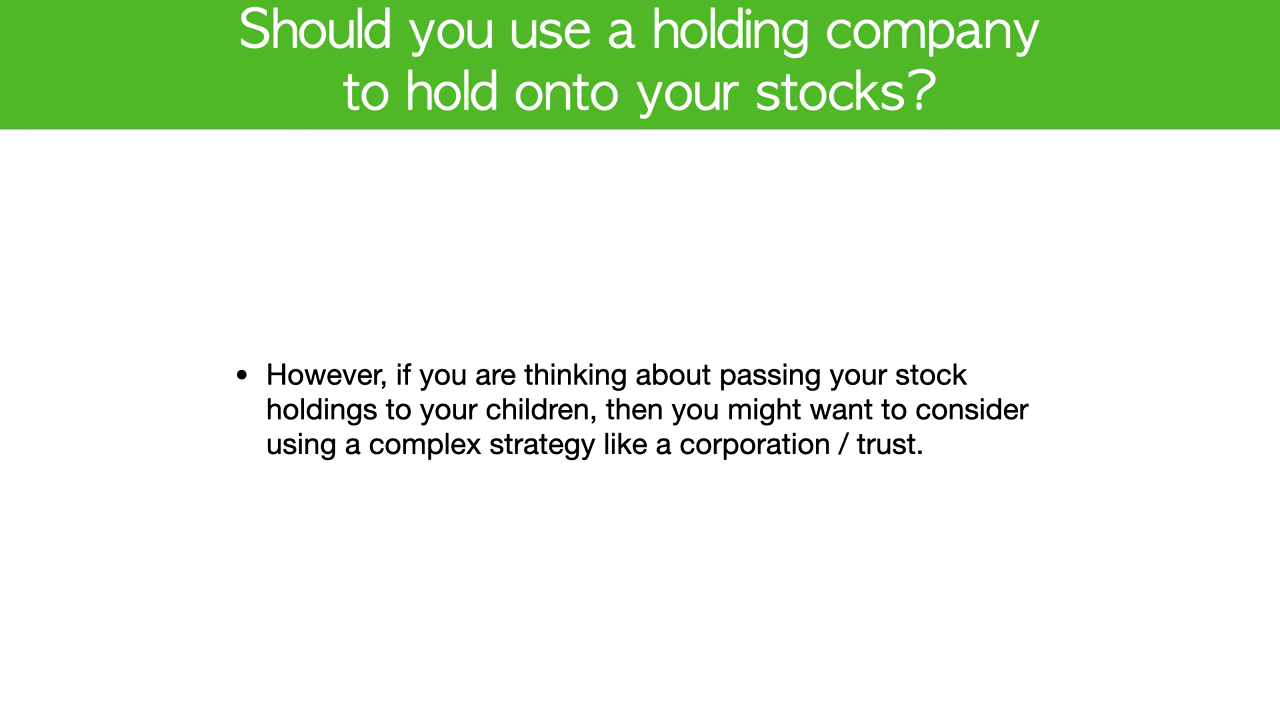 Should you use a holding company
to hold onto your stocks?
• However, if you are thinking about passing your stock
holdings to your children, then you might want to consider
using a complex strategy like a corporation / trust.